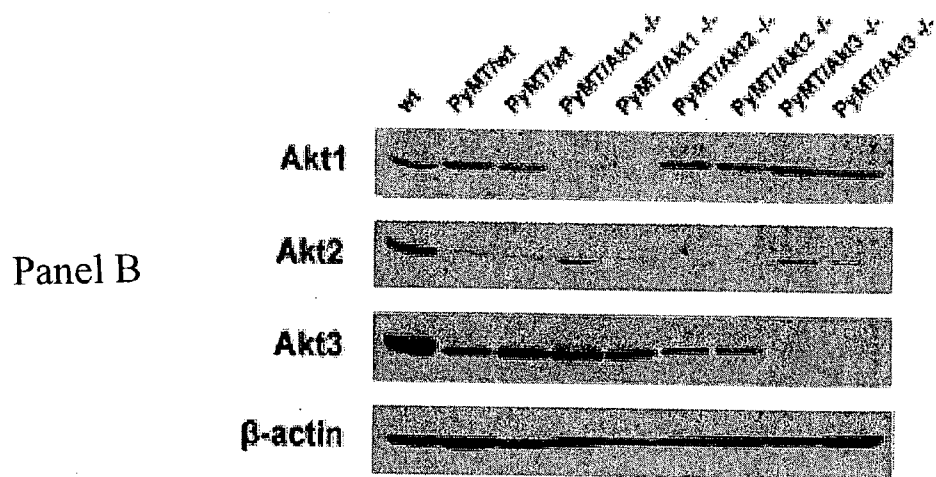 wt
PyMT/wt
PyMT/wt
PyMT/Akt1 -/-
PyMT/Akt1 -/-
PyMT/Akt2 -/-
PyMT/Akt2 -/-
PyMT/Akt3 -/-
PyMT/Akt3 -/-
Akt1
Akt2
Panel B
Akt3
β-actin